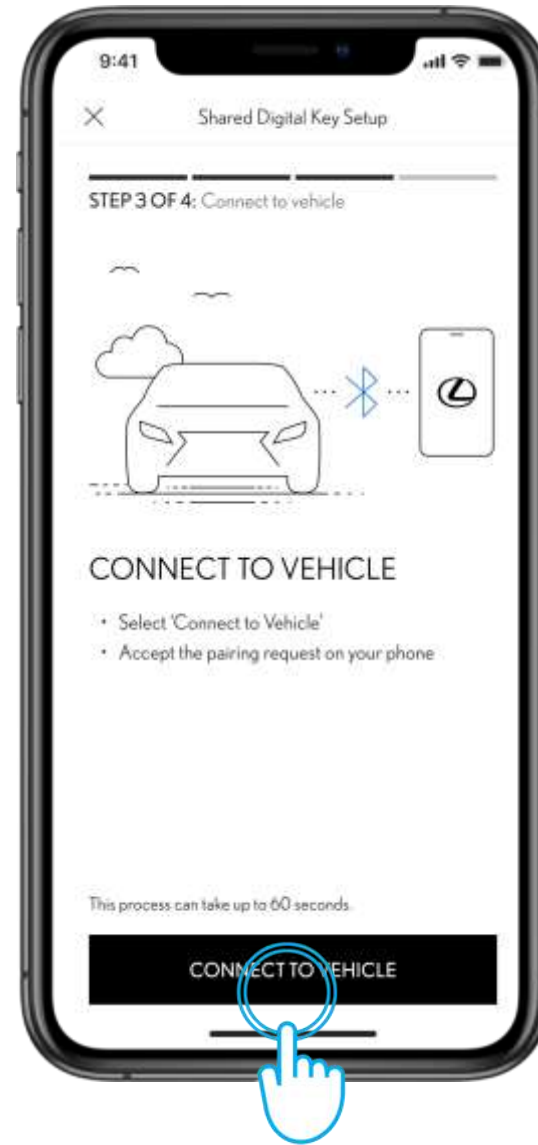 9:41
Shared Digital Key Setup
STEP 3 OF 4: Connect to vehicle
CONNECT TO VEHICLE
• Select 'Connect to Vehicle'
• Accept the pairing request on your phone
This process can take up to 60 seconds.
CONNECT TO VEHICLE